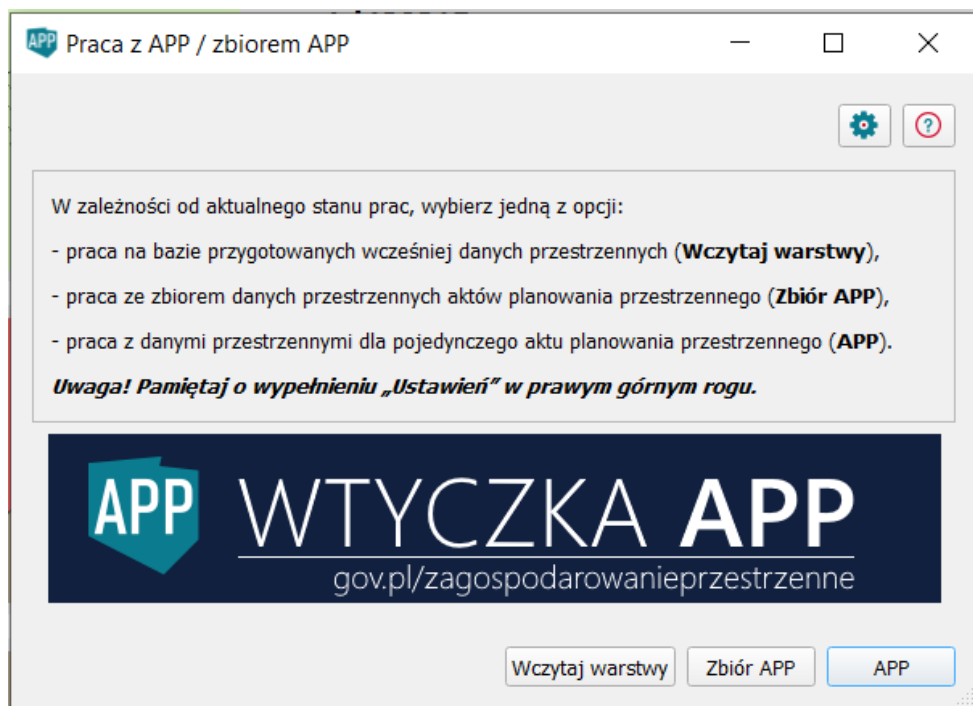 APP Praca z APP / zbiorem APP
W zależności od aktualnego stanu prac, wybierz jedną z opcji:
- praca na bazie przygotowanych wcześniej danych przestrzennych (Wczytaj warstwy),
- praca ze zbiorem danych przestrzennych aktów planowania przestrzennego (Zbiór APP),
- praca z danymi przestrzennymi dla pojedynczego aktu planowania przestrzennego (APP).
Uwaga! Pamiętaj o wypełnieniu „Ustawień” w prawym górnym rogu.
APP WTYCZKA APP
gov.pl/zagospodarowanieprzestrzenne
Wczytaj warstwy Zbiór APP APP